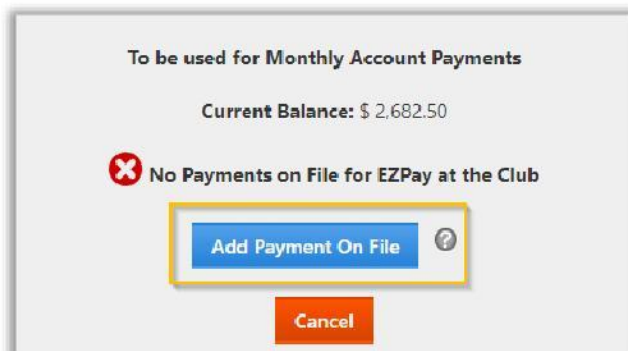 To be used for Monthly Account Payments
Current Balance: $ 2,682.50
No Payments on File for EZPay at the Club
Add Payment On File ?
Cancel